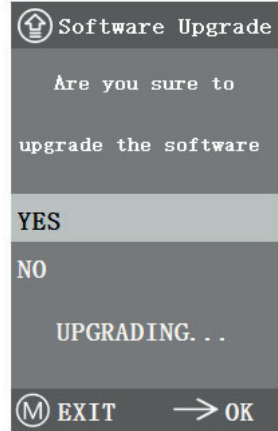 Software Upgrade
Are you sure to
upgrade the software
YES
NO
UPGRADING...
M EXIT → OK